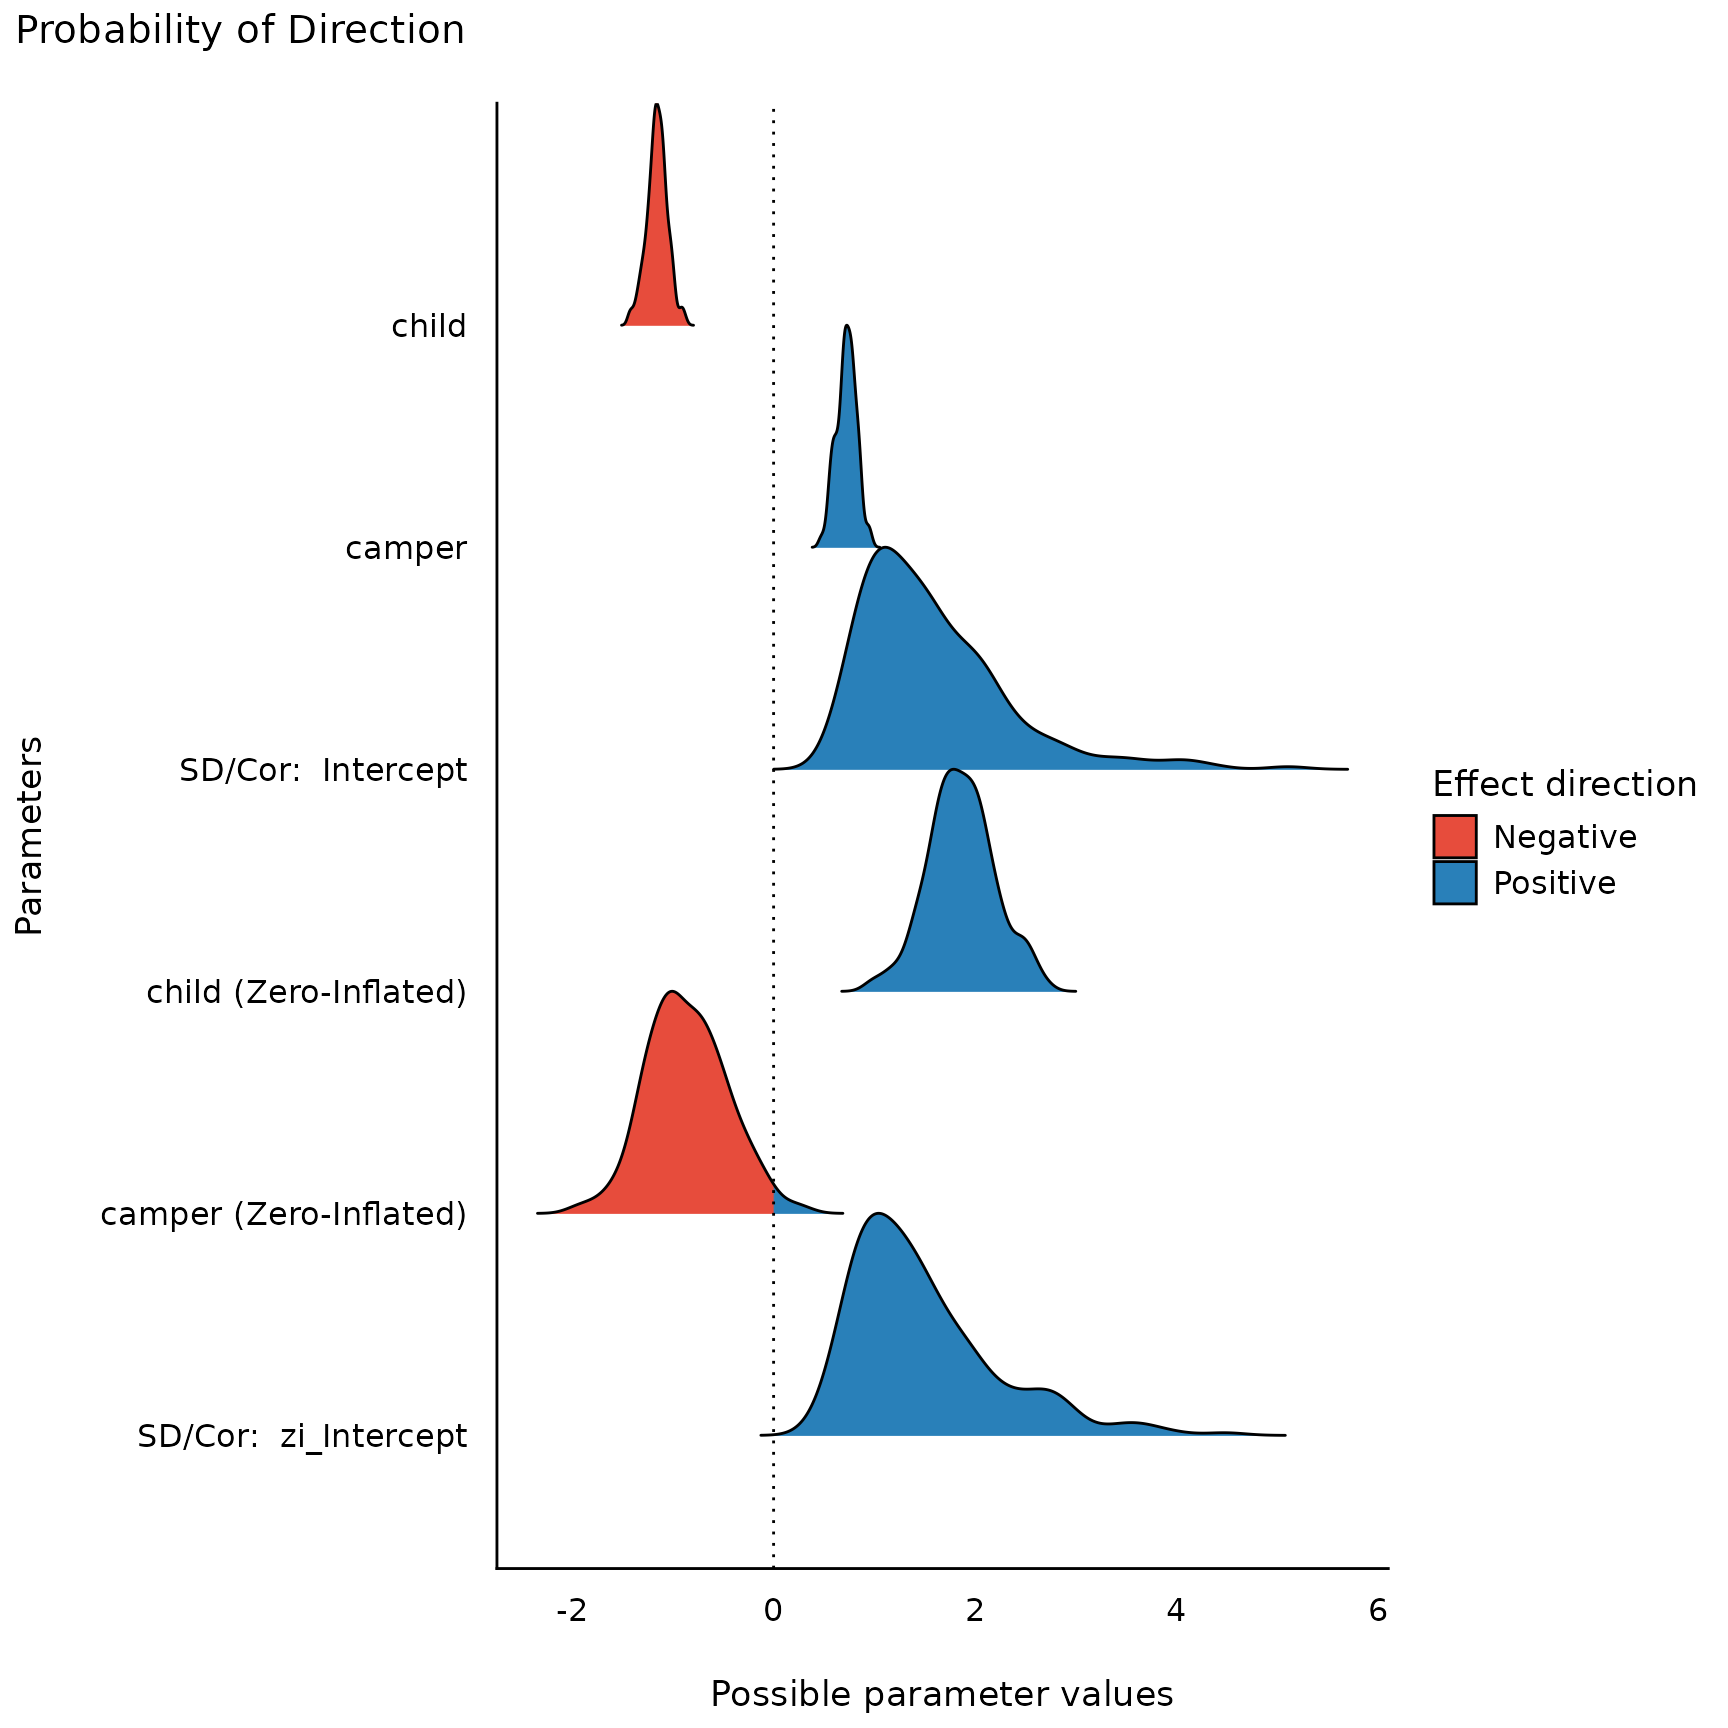 Probability of Direction
child
camper
SD/Cor:  Intercept
child (Zero-Inflated)
camper (Zero-Inflated)
SD/Cor:  zi_Intercept
Parameters
-2 0 2 4 6
Possible parameter values
Effect direction
Negative
Positive